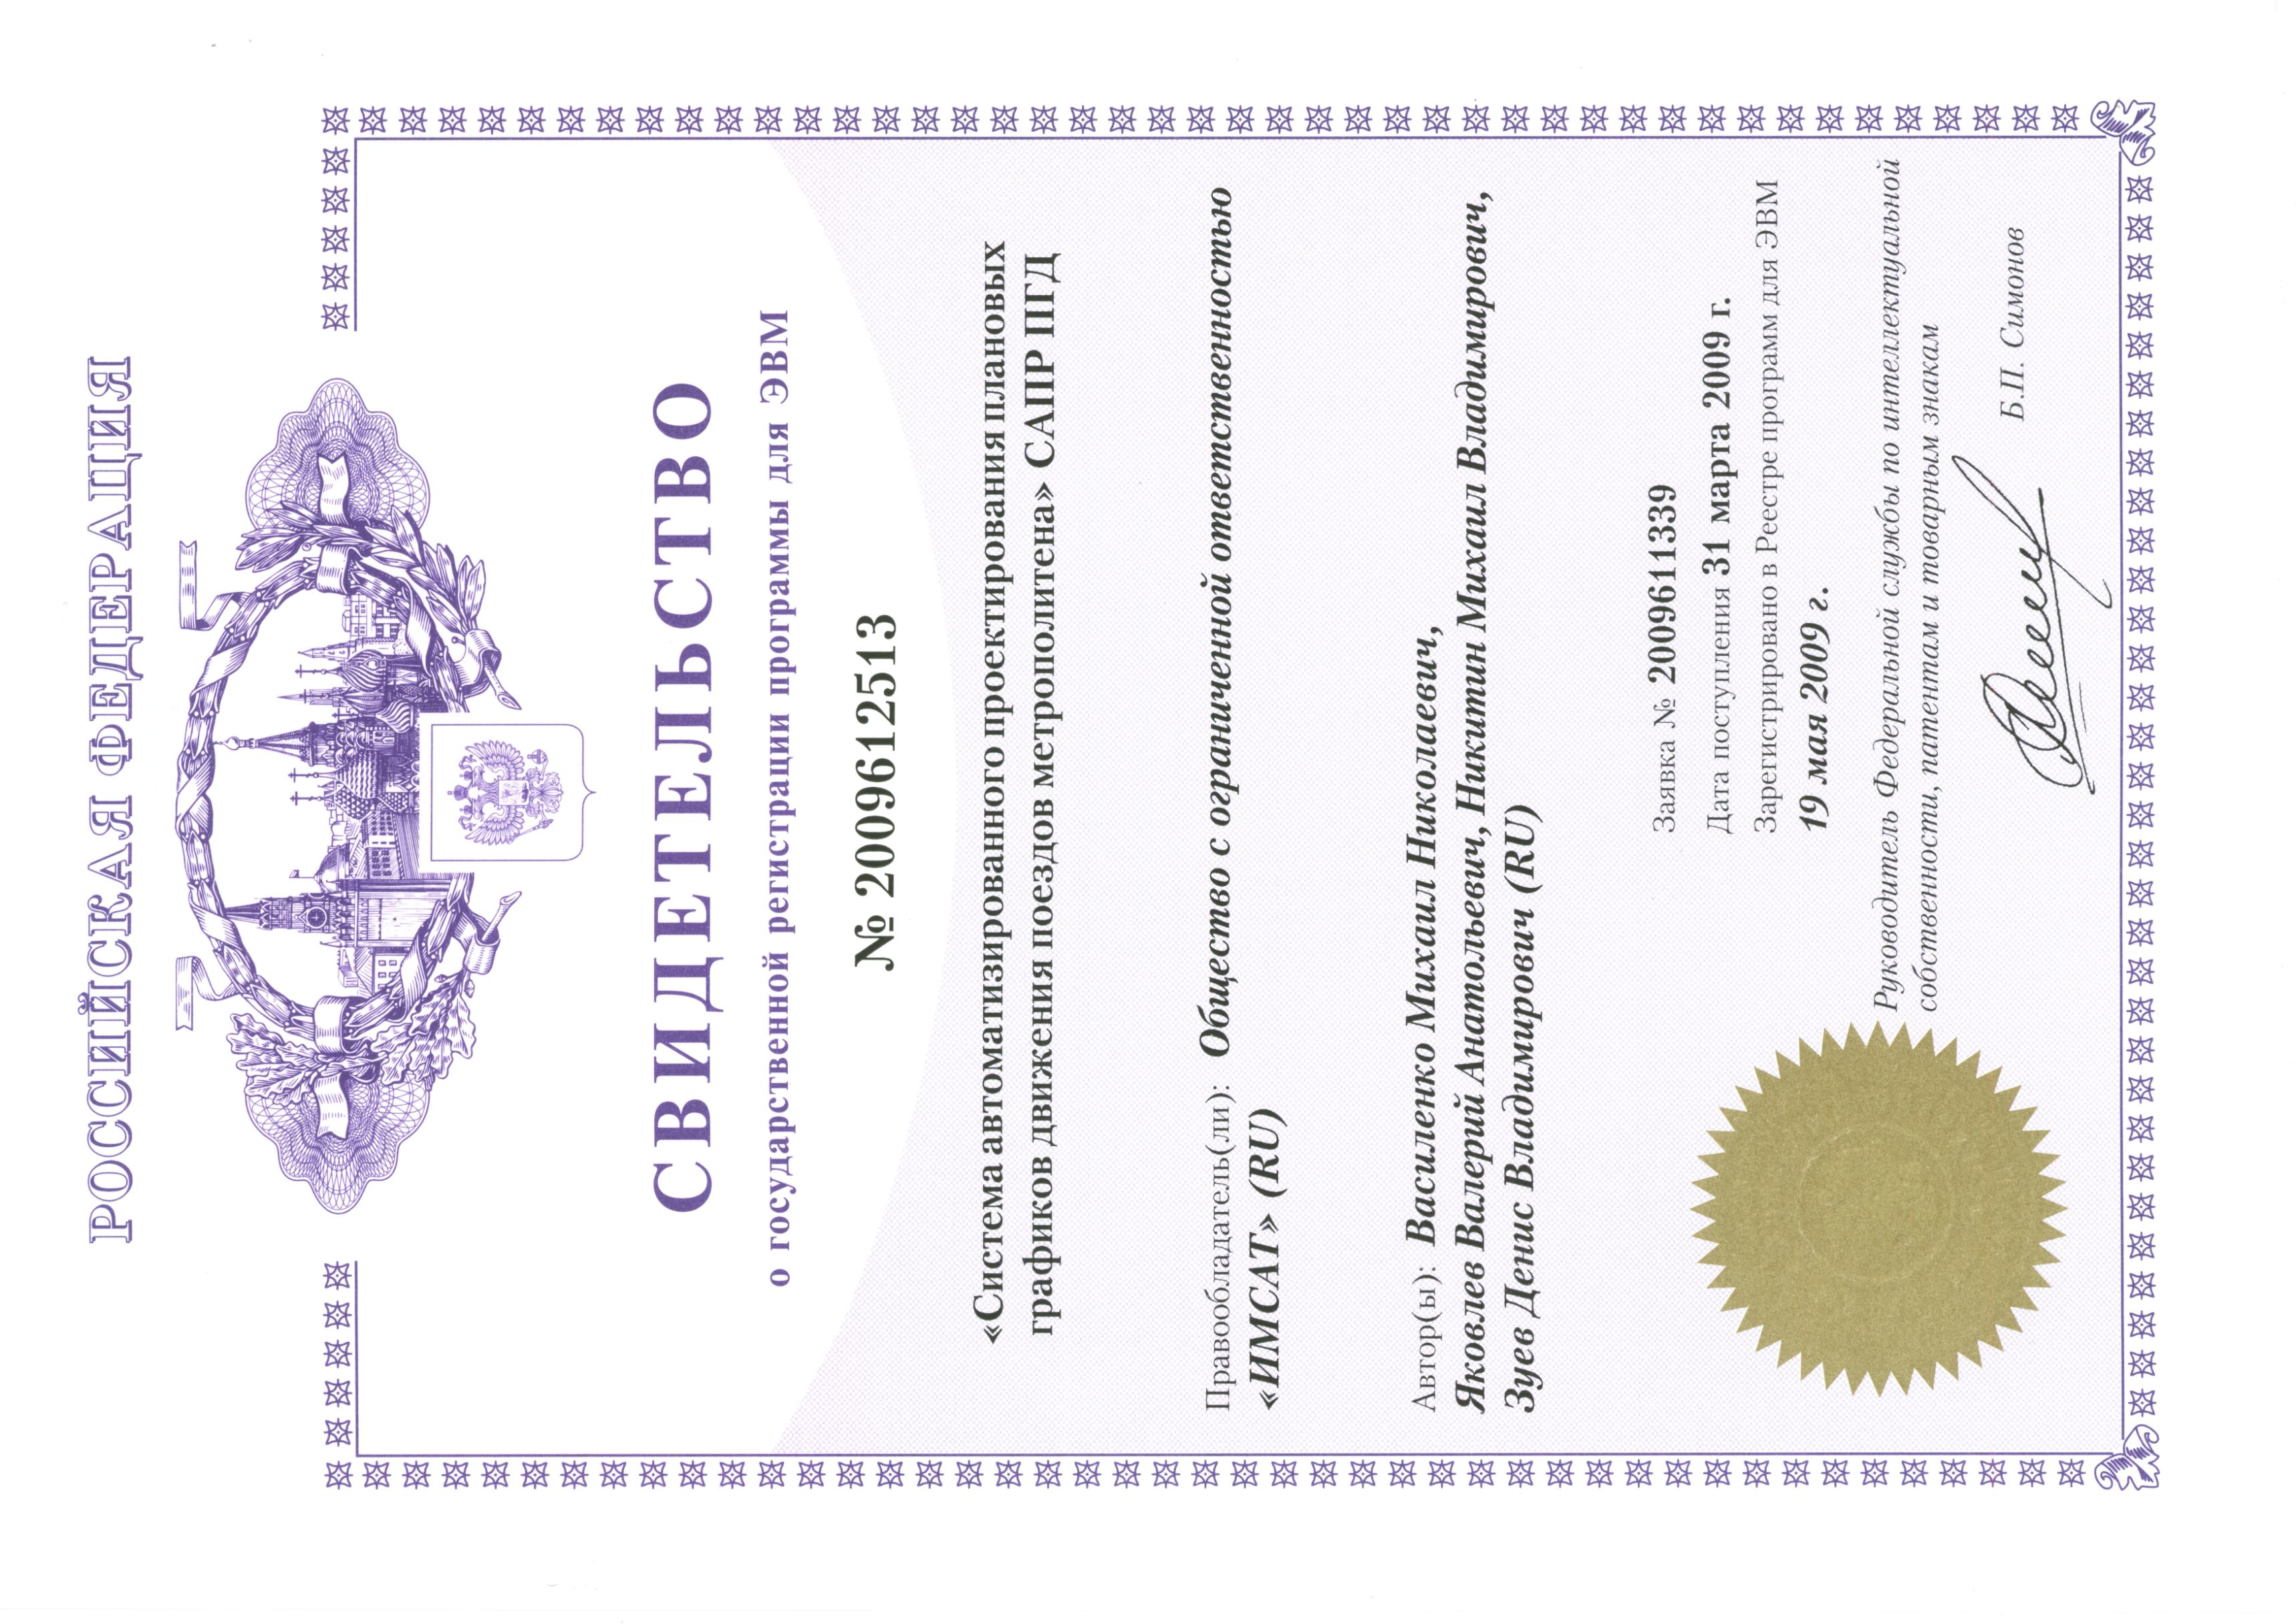 РОССИЙСКАЯ ФЕДЕРАЦИЯ
СВИДЕТЕЛЬСТВО
о государственной регистрации программы для ЭВМ
№ 2009612513
«Система автоматизированного проектирования плановых
графиков движения поездов метрополитена» САПР ПГД
Правообладатель(ли): Общество с ограниченной ответственностью
«ИМСАТ» (RU)
Автор(ы): Василенко Михаил Николаевич,
Яковлев Валерий Анатольевич, Никитин Михаил Владимирович,
Зуев Денис Владимирович (RU)
Заявка № 2009611339
Дата поступления 31 марта 2009 г.
Зарегистрировано в Реестре программ для ЭВМ
19 мая 2009 г.
Руководитель Федеральной службы по интеллектуальной
собственности, патентам и товарным знакам
Б.П. Симонов